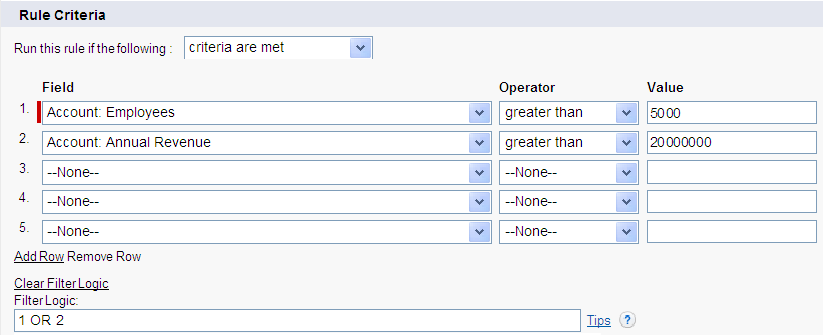 Rule Criteria
Run this rule if the following : criteria are met
Field Operator Value
1. Account: Employees greater than 5000
2. Account: Annual Revenue greater than 20000000
3. --None-- --None--
4. --None-- --None--
5. --None-- --None--
Add Row Remove Row
Clear Filter Logic
Filter Logic:
1 OR 2 Tips ?